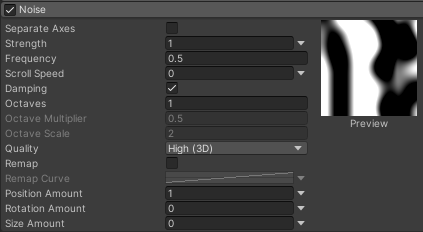 Noise
Separate Axes
Strength 1
Frequency 0.5
Scroll Speed 0
Damping
Octaves 1
Octave Multiplier 0.5
Octave Scale 2
Quality High (3D)
Remap
Remap Curve
Position Amount 1
Rotation Amount 0
Size Amount 0
Preview